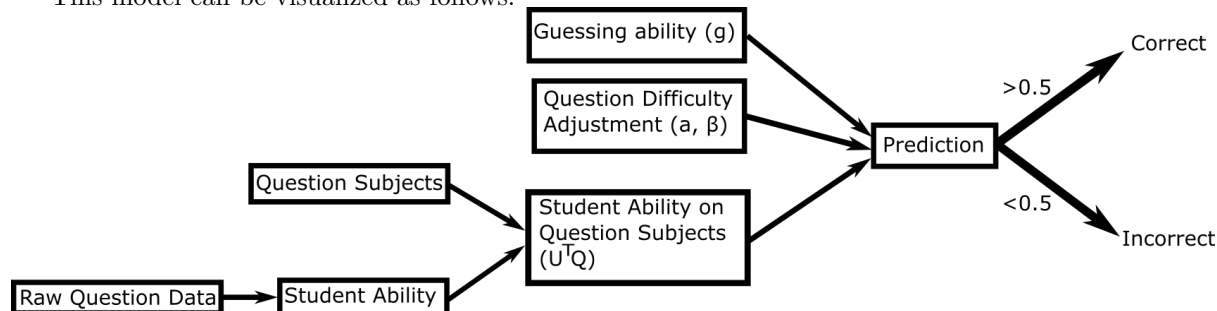 This model can be visualized as follows:
Guessing ability (g)
Correct
>0.5
Question Difficulty
Adjustment (a, β)
Prediction
Question Subjects
Student Ability on
Question Subjects
(UᵀQ)
<0.5
Incorrect
Raw Question Data
Student Ability